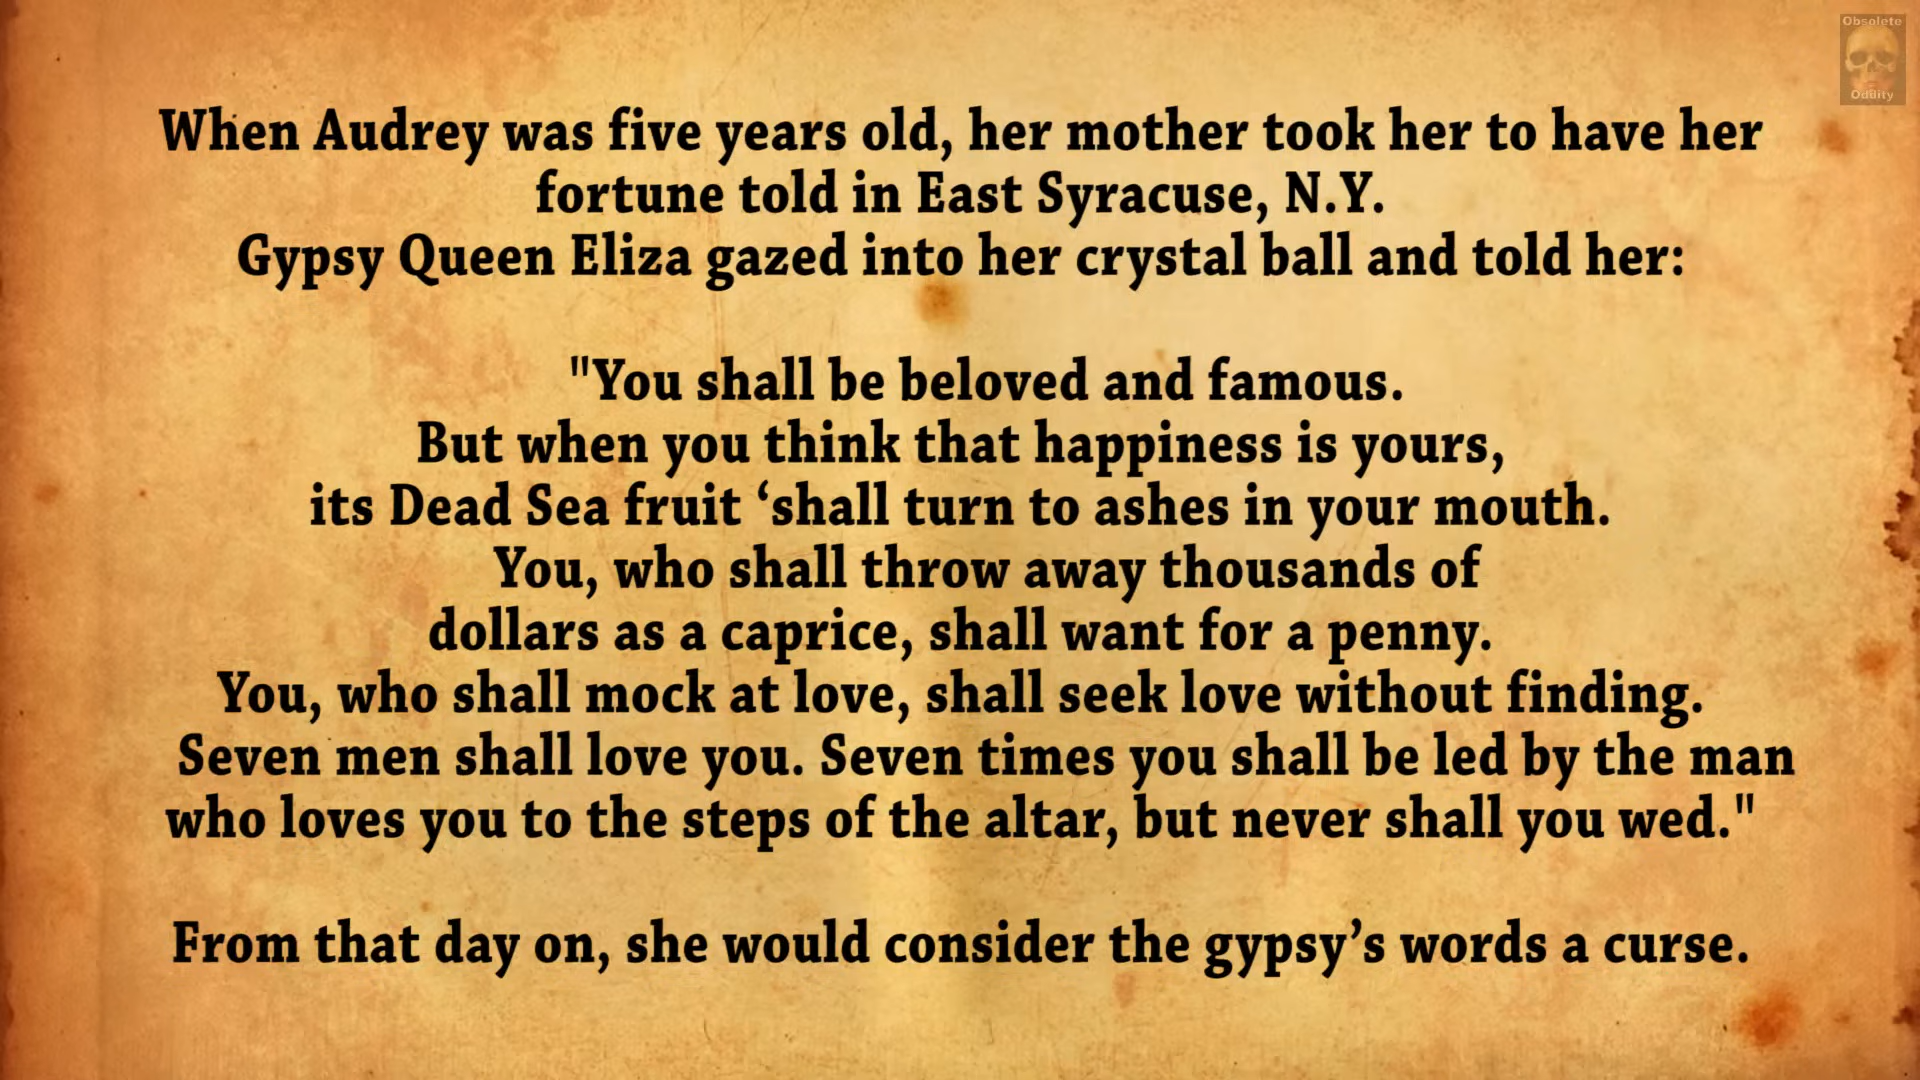 Obsolete
Oddity
When Audrey was five years old, her mother took her to have her
fortune told in East Syracuse, N.Y.
Gypsy Queen Eliza gazed into her crystal ball and told her:
"You shall be beloved and famous.
But when you think that happiness is yours,
its Dead Sea fruit ‘shall turn to ashes in your mouth.
You, who shall throw away thousands of
dollars as a caprice, shall want for a penny.
You, who shall mock at love, shall seek love without finding.
Seven men shall love you. Seven times you shall be led by the man
who loves you to the steps of the altar, but never shall you wed."
From that day on, she would consider the gypsy’s words a curse.